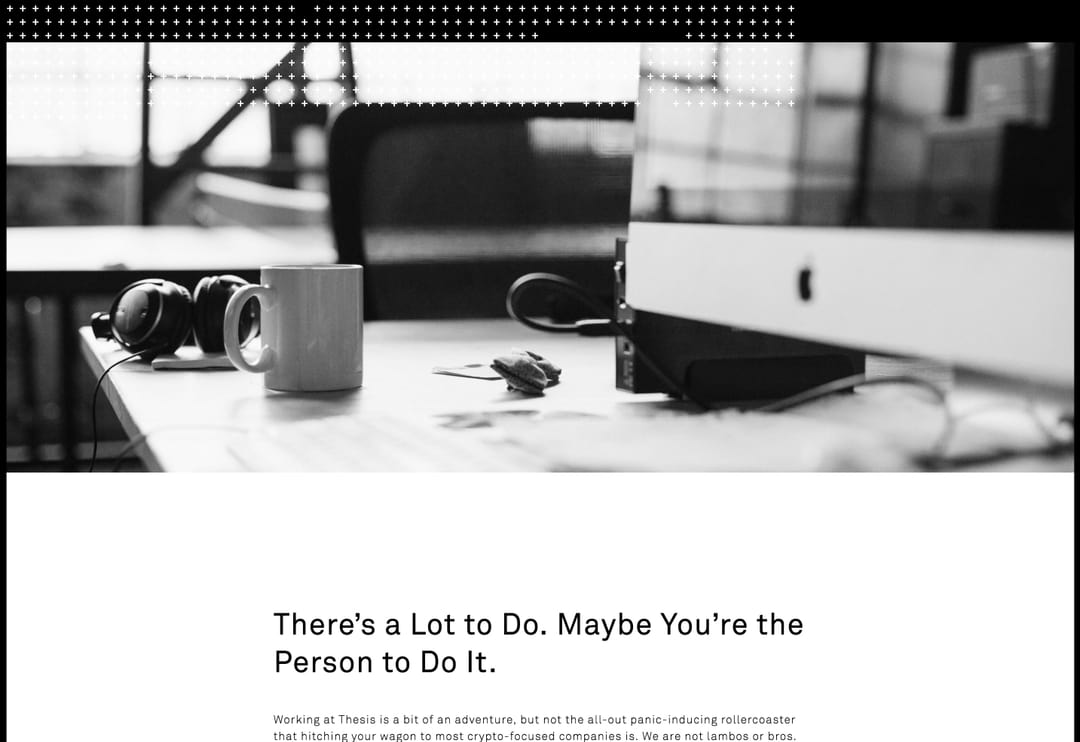 There’s a Lot to Do. Maybe You’re the
Person to Do It.
Working at Thesis is a bit of an adventure, but not the all-out panic-inducing rollercoaster
that hitching your wagon to most crypto-focused companies is. We are not lambos or bros.